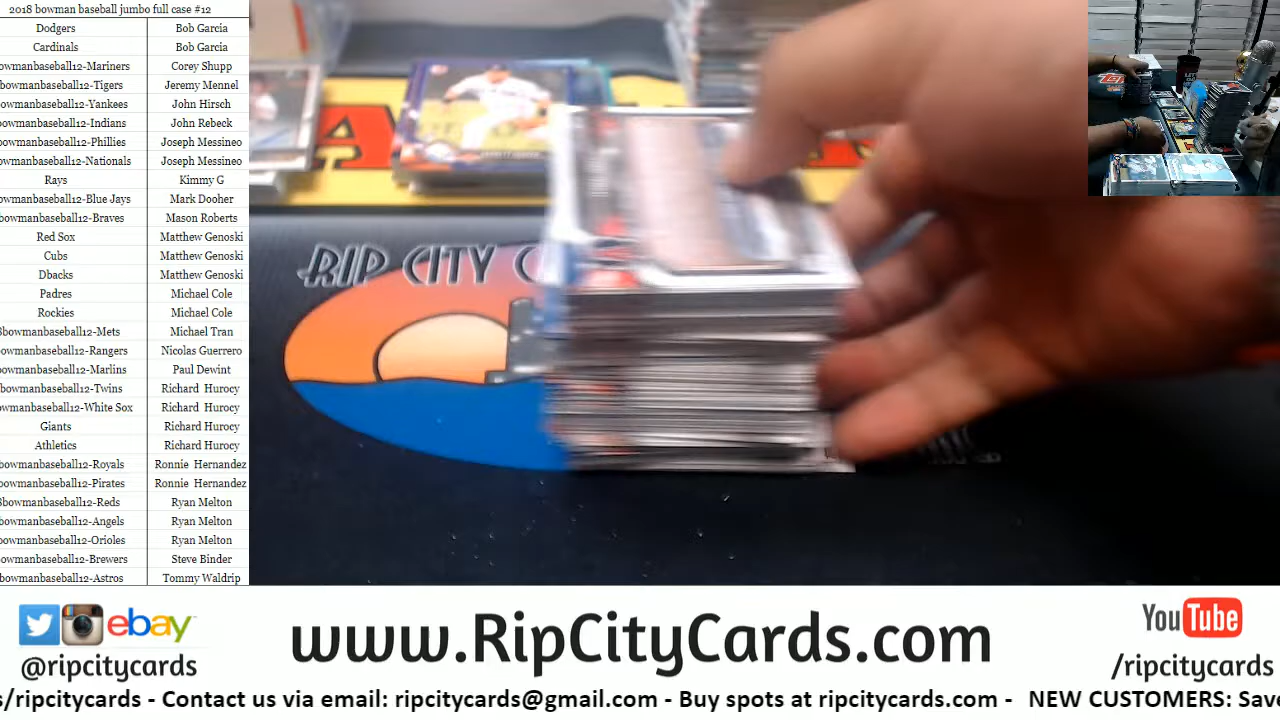 2018 bowman baseball jumbo full case #12
Dodgers Bob Garcia
Cardinals Bob Garcia
owmanbaseball12-Mariners Corey Shupp
bowmanbaseball12-Tigers Jeremy Mennel
owmanbaseball12-Yankees John Hirsch
bowmanbaseball12-Indians John Rebeck
owmanbaseball12-Phillies Joseph Messineo
owmanbaseball12-Nationals Joseph Messineo
Rays Kimmy G
owmanbaseball12-Blue Jays Mark Dooher
owmanbaseball12-Braves Mason Roberts
Red Sox Matthew Genoski
Cubs Matthew Genoski
Dbacks Matthew Genoski
Padres Michael Cole
Rockies Michael Cole
8bowmanbaseball12-Mets Michael Tran
owmanbaseball12-Rangers Nicolas Guerrero
owmanbaseball12-Marlins Paul Dewint
bowmanbaseball12-Twins Richard Hurocy
owmanbaseball12-White Sox Richard Hurocy
Giants Richard Hurocy
Athletics Richard Hurocy
bowmanbaseball12-Royals Ronnie Hernandez
bowmanbaseball12-Pirates Ronnie Hernandez
8bowmanbaseball12-Reds Ryan Melton
owmanbaseball12-Angels Ryan Melton
owmanbaseball12-Orioles Ryan Melton
owmanbaseball12-Brewers Steve Binder
owmanbaseball12-Astros Tommy Waldrip
RIP CITY C
ebay
@ripcitycards
www.RipCityCards.com
YouTube
/ripcitycards
s/ripcitycards - Contact us via email: ripcitycards@gmail.com - Buy spots at ripcitycards.com - NEW CUSTOMERS: Save